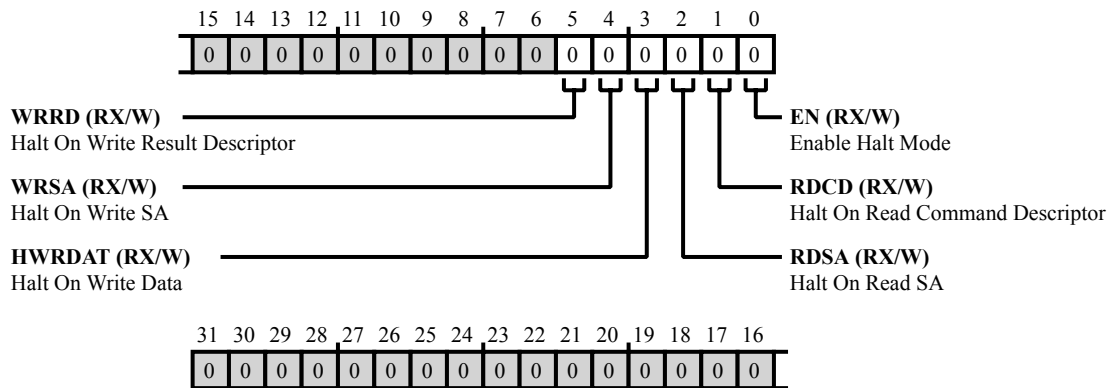 15 14 13 12 11 10 9 8 7 6 5 4 3 2 1 0
0 0 0 0 0 0 0 0 0 0 0 0 0 0 0 0
WRRD (RX/W)
Halt On Write Result Descriptor
EN (RX/W)
Enable Halt Mode
WRSA (RX/W)
Halt On Write SA
RDCD (RX/W)
Halt On Read Command Descriptor
HWRDAT (RX/W)
Halt On Write Data
RDSA (RX/W)
Halt On Read SA
31 30 29 28 27 26 25 24 23 22 21 20 19 18 17 16
0 0 0 0 0 0 0 0 0 0 0 0 0 0 0 0